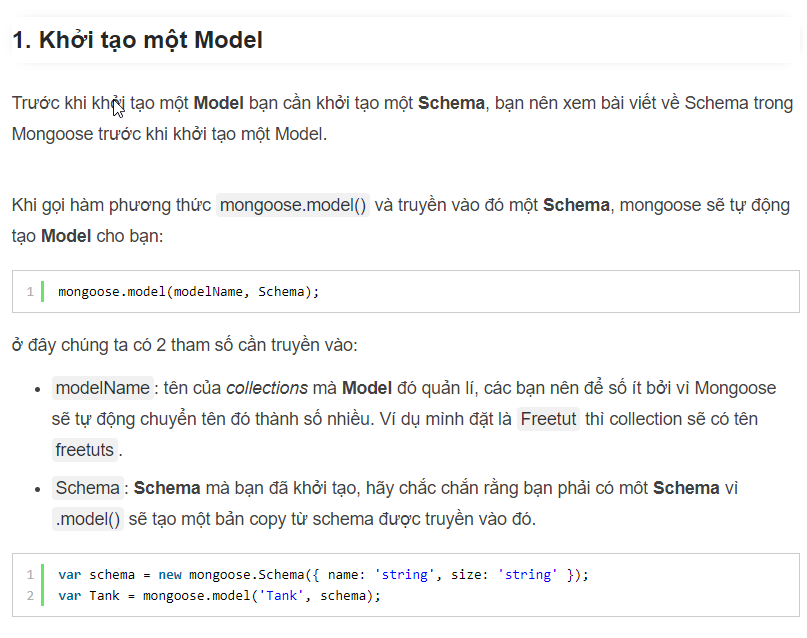 1. Khởi tạo một Model
Trước khi khởi tạo một Model bạn cần khởi tạo một Schema, bạn nên xem bài viết về Schema trong
Mongoose trước khi khởi tạo một Model.
Khi gọi hàm phương thức mongoose.model() và truyền vào đó một Schema, mongoose sẽ tự động
tạo Model cho bạn:
1 mongoose.model(modelName, Schema);
ở đây chúng ta có 2 tham số cần truyền vào:
• modelName : tên của collections mà Model đó quản lí, các bạn nên để số ít bởi vì Mongoose
sẽ tự động chuyển tên đó thành số nhiều. Ví dụ mình đặt là Freetut thì collection sẽ có tên
freetuts .
• Schema : Schema mà bạn đã khởi tạo, hãy chắc chắn rằng bạn phải có môt Schema vì
.model() sẽ tạo một bản copy từ schema được truyền vào đó.
1 var schema = new mongoose.Schema({ name: 'string', size: 'string' });
2 var Tank = mongoose.model('Tank', schema);